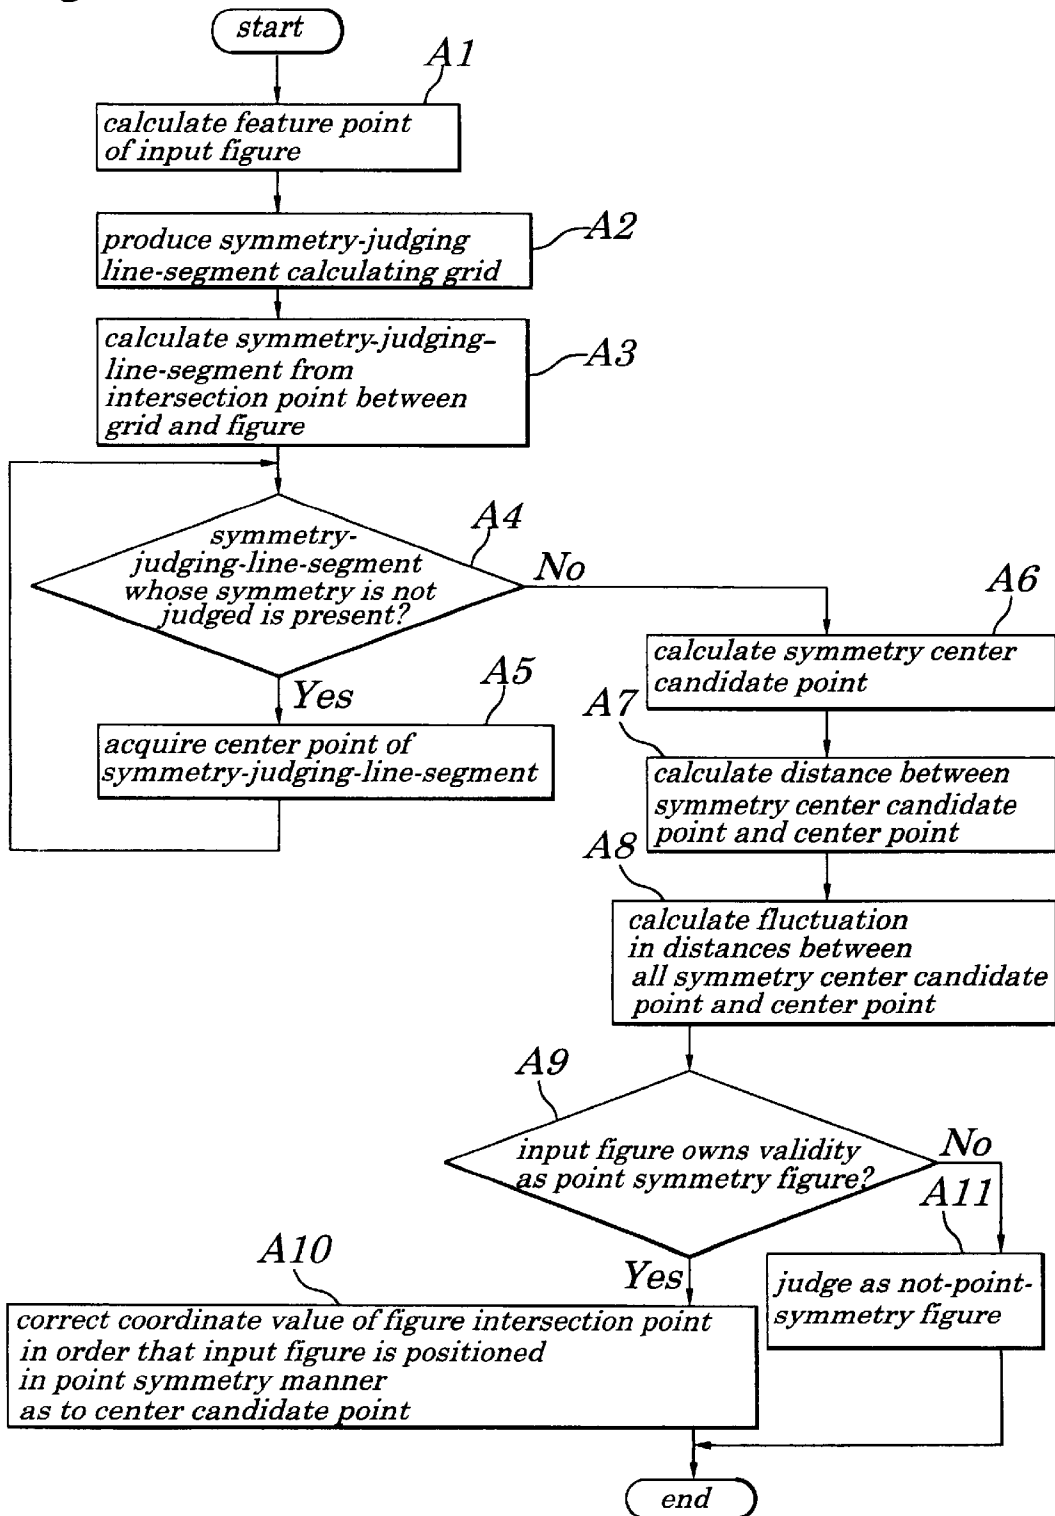 start
A1
calculate feature point
of input figure
A2
produce symmetry-judging
line-segment calculating grid
A3
calculate symmetry-judging-
line-segment from
intersection point between
grid and figure
A4
symmetry-
judging-line-segment
whose symmetry is not
judged is present?
No
Yes
A5
acquire center point of
symmetry-judging-line-segment
A6
calculate symmetry center
candidate point
A7
calculate distance between
symmetry center candidate
point and center point
A8
calculate fluctuation
in distances between
all symmetry center candidate
point and center point
A9
input figure owns validity
as point symmetry figure?
No
Yes
A11
judge as not-point-
symmetry figure
A10
correct coordinate value of figure intersection point
in order that input figure is positioned
in point symmetry manner
as to center candidate point
end